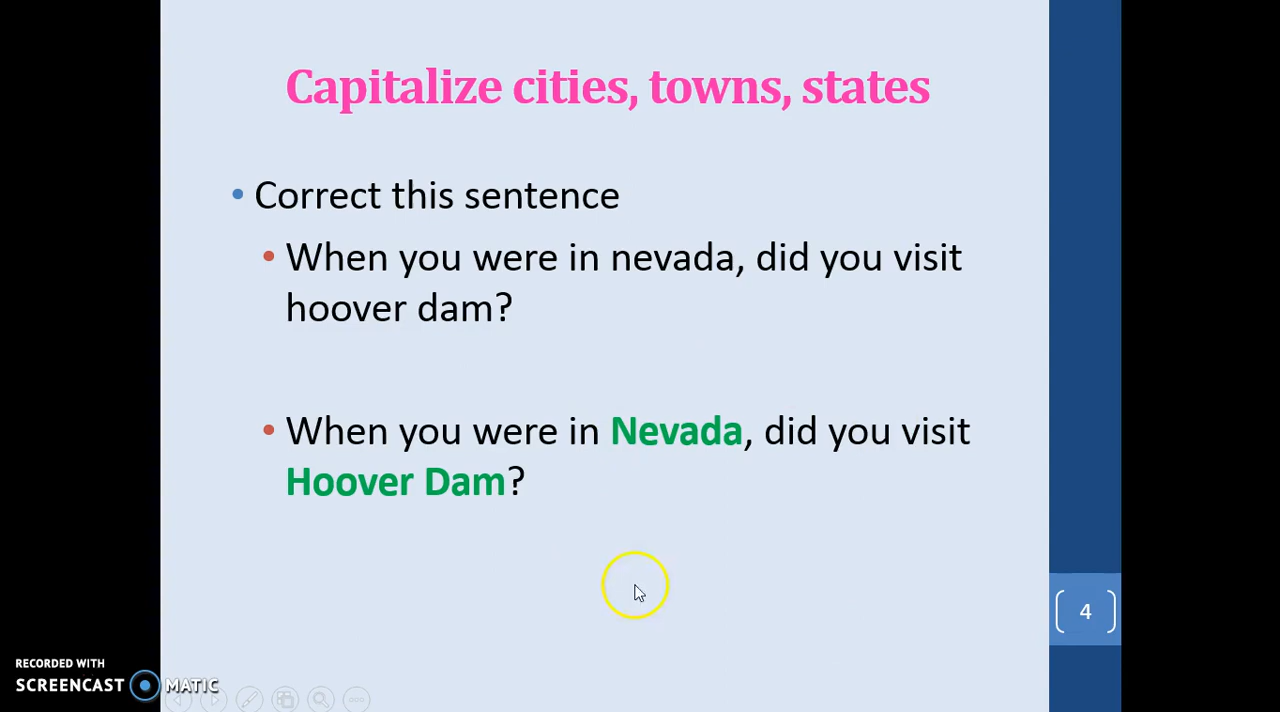 Capitalize cities, towns, states
• Correct this sentence
• When you were in nevada, did you visit
hoover dam?
• When you were in Nevada, did you visit
Hoover Dam?
4
RECORDED WITH
SCREENCAST MATIC